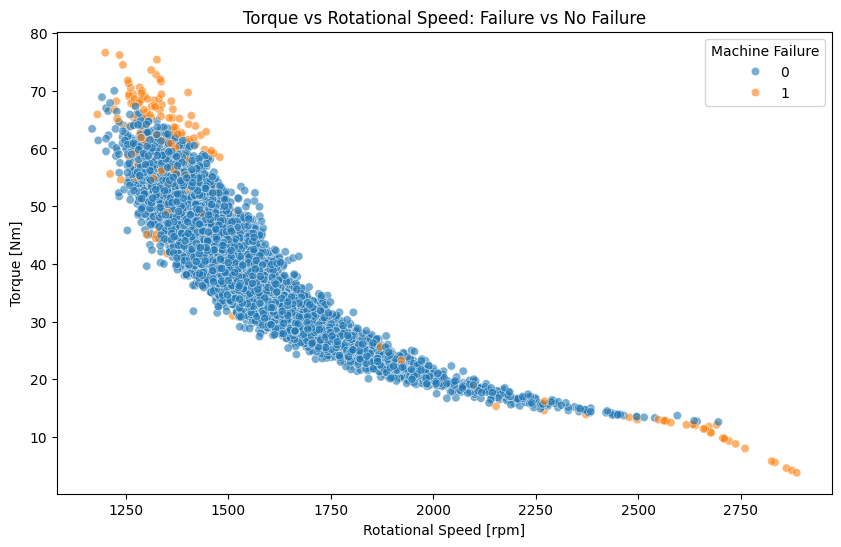 Torque vs Rotational Speed: Failure vs No Failure
Machine Failure
0
1
80
70
60
50
40
30
20
10
Torque [Nm]
1250 1500 1750 2000 2250 2500 2750
Rotational Speed [rpm]